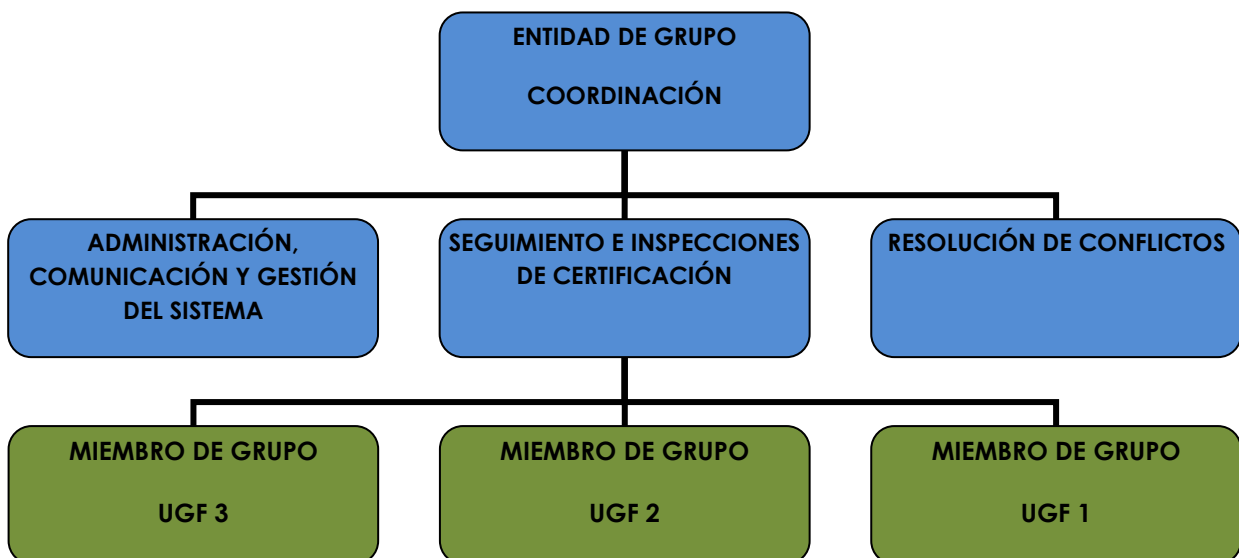 ENTIDAD DE GRUPO
COORDINACIÓN
ADMINISTRACIÓN,
COMUNICACIÓN Y GESTIÓN
DEL SISTEMA
SEGUIMIENTO E INSPECCIONES
DE CERTIFICACIÓN
RESOLUCIÓN DE CONFLICTOS
MIEMBRO DE GRUPO
UGF 3
MIEMBRO DE GRUPO
UGF 2
MIEMBRO DE GRUPO
UGF 1